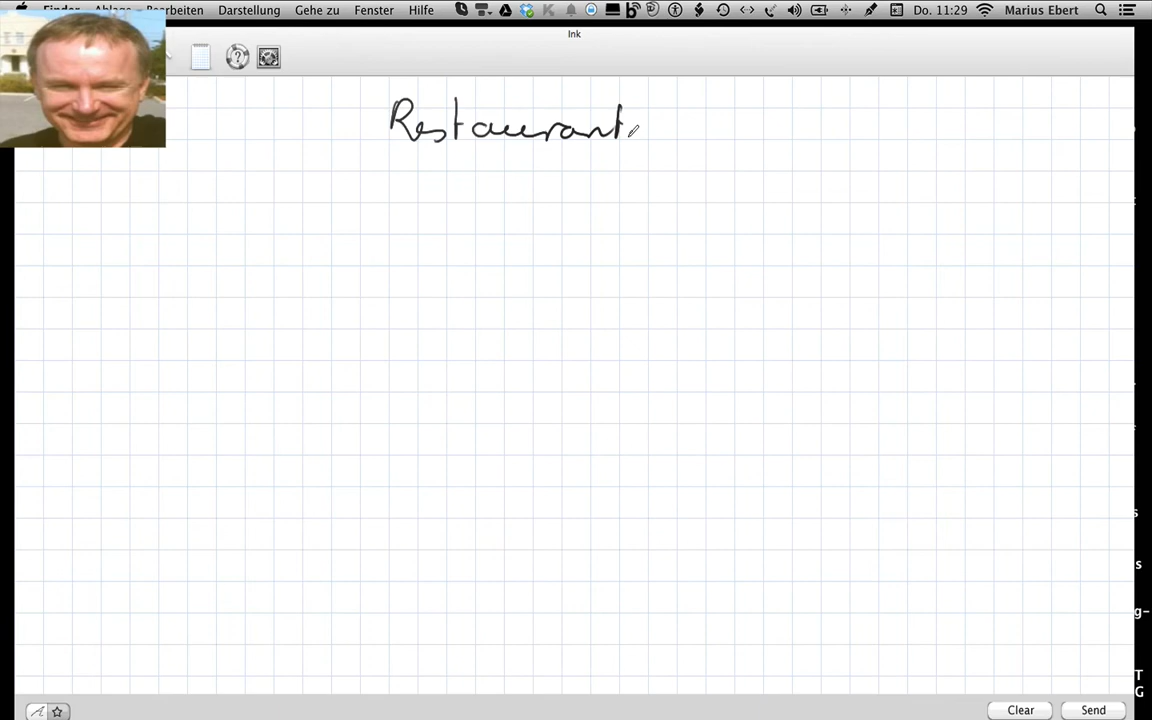 Finder Ablage Bearbeiten Darstellung Gehe zu Fenster Hilfe Do. 11:29 Marius Ebert
Ink
Restaurant
s
s
g-
T
G
Clear Send